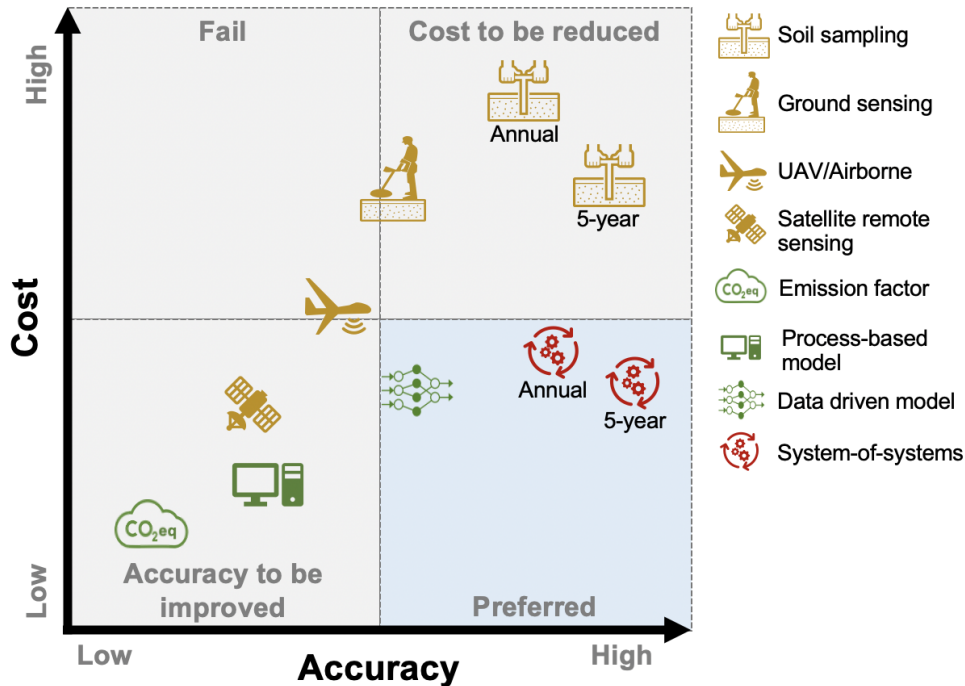 Fail
Cost to be reduced
High
Annual
5-year
Cost
Annual
5-year
CO2eq
Accuracy to be
improved
Preferred
Low
Low
Accuracy
High
Soil sampling
Ground sensing
UAV/Airborne
Satellite remote
sensing
CO2eq
Emission factor
Process-based
model
Data driven model
System-of-systems